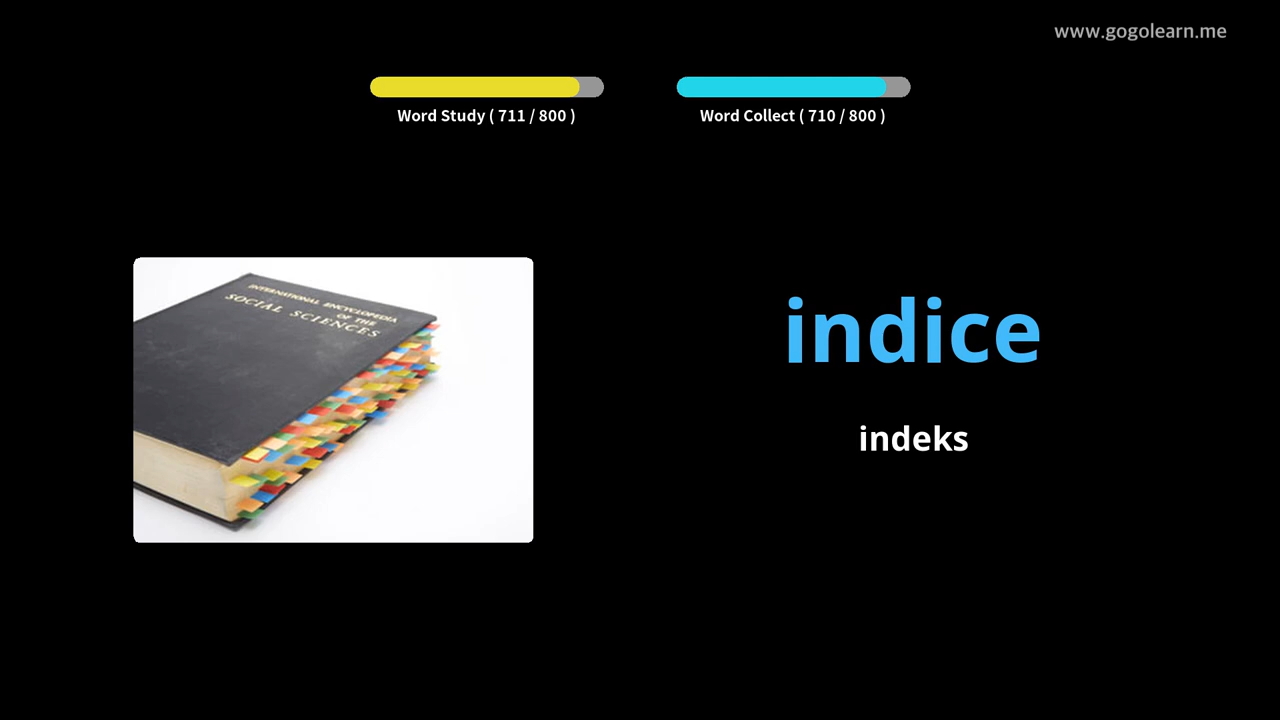 www.gogolearn.me
Word Study ( 711 / 800 )
Word Collect ( 710 / 800 )
INTERNATIONAL ENCYCLOPEDIA
OF THE
SOCIAL SCIENCES
indice
indeks